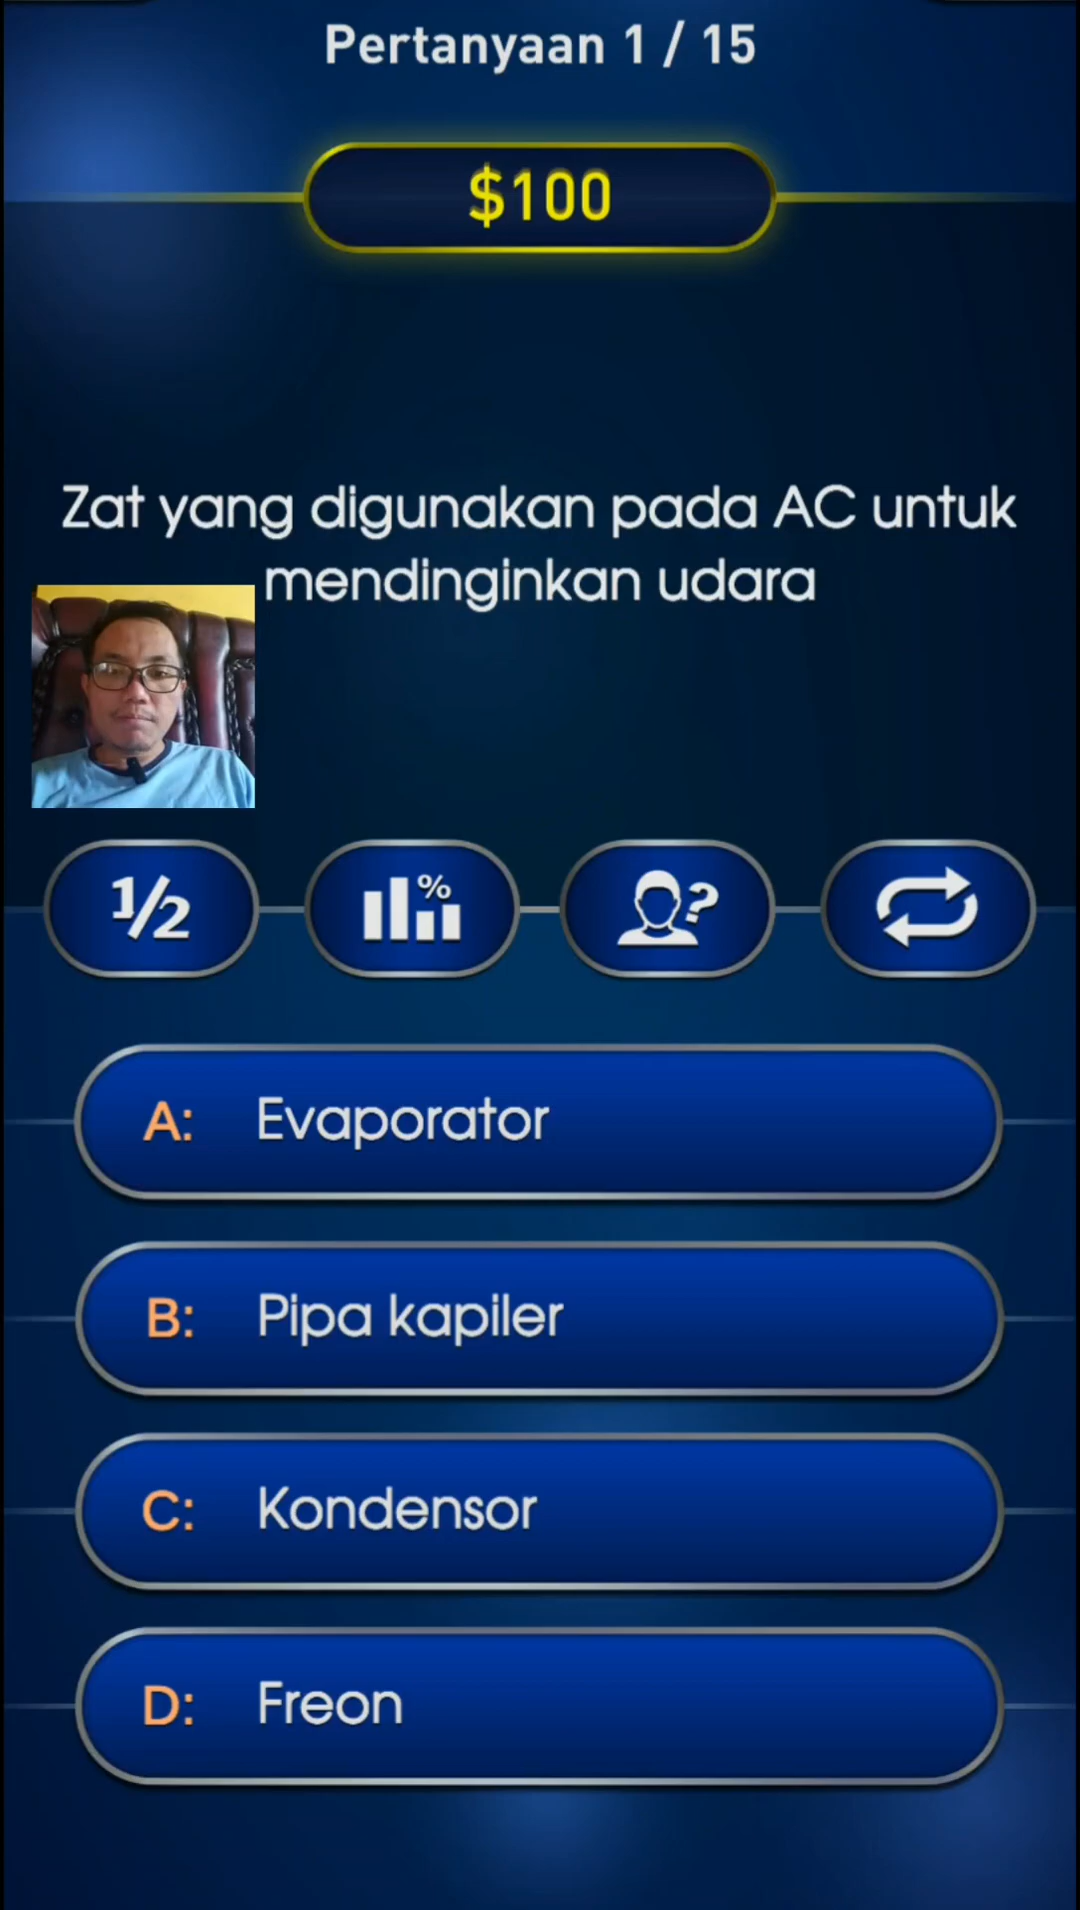 Pertanyaan 1 / 15
$100
Zat yang digunakan pada AC untuk
mendinginkan udara
1/2
%
?
A: Evaporator
B: Pipa kapiler
C: Kondensor
D: Freon